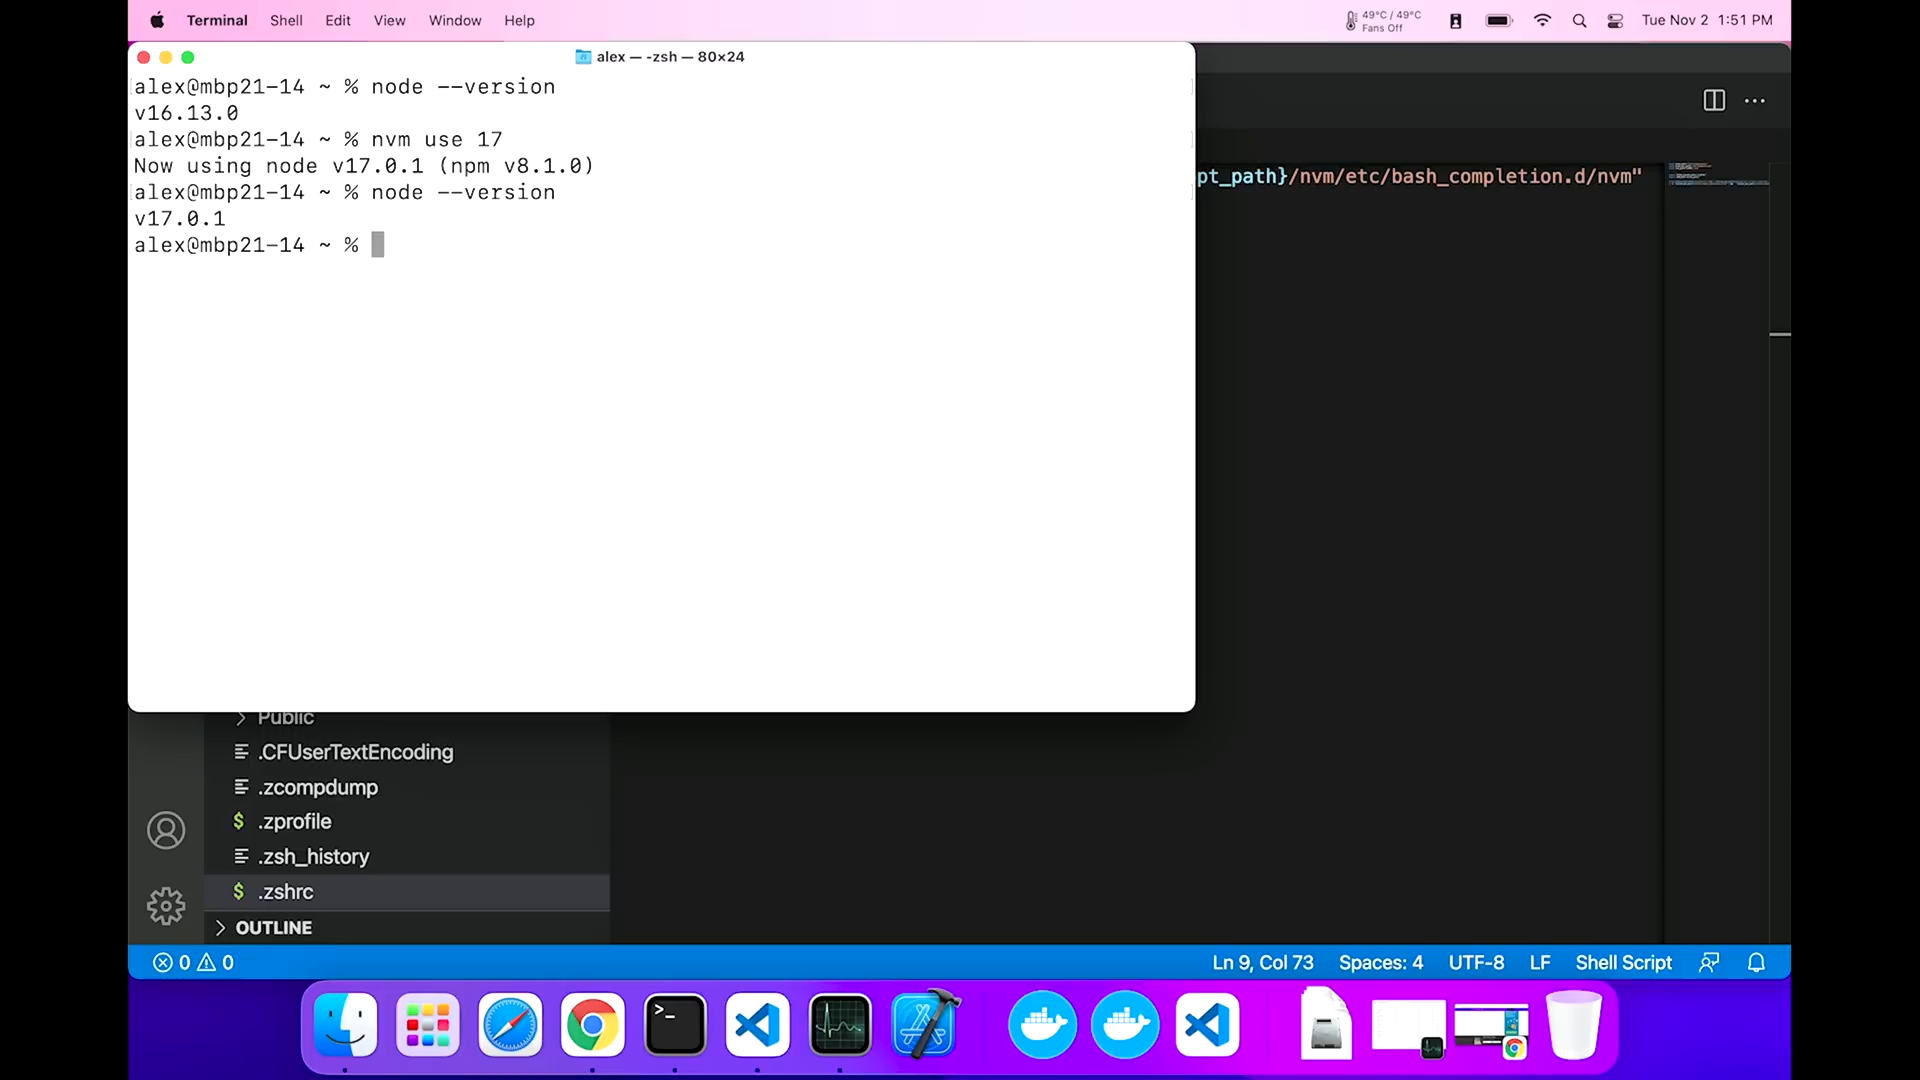 Terminal Shell Edit View Window Help
49°C / 49°C
Fans Off
Tue Nov 2 1:51 PM
alex — -zsh — 80×24
alex@mbp21-14 ~ % node --version
v16.13.0
alex@mbp21-14 ~ % nvm use 17
Now using node v17.0.1 (npm v8.1.0)
alex@mbp21-14 ~ % node --version
v17.0.1
alex@mbp21-14 ~ %
pt_path}/nvm/etc/bash_completion.d/nvm"
Public
.CFUserTextEncoding
.zcompdump
$ .zprofile
.zsh_history
$ .zshrc
OUTLINE
0 0
Ln 9, Col 73 Spaces: 4 UTF-8 LF Shell Script
>_